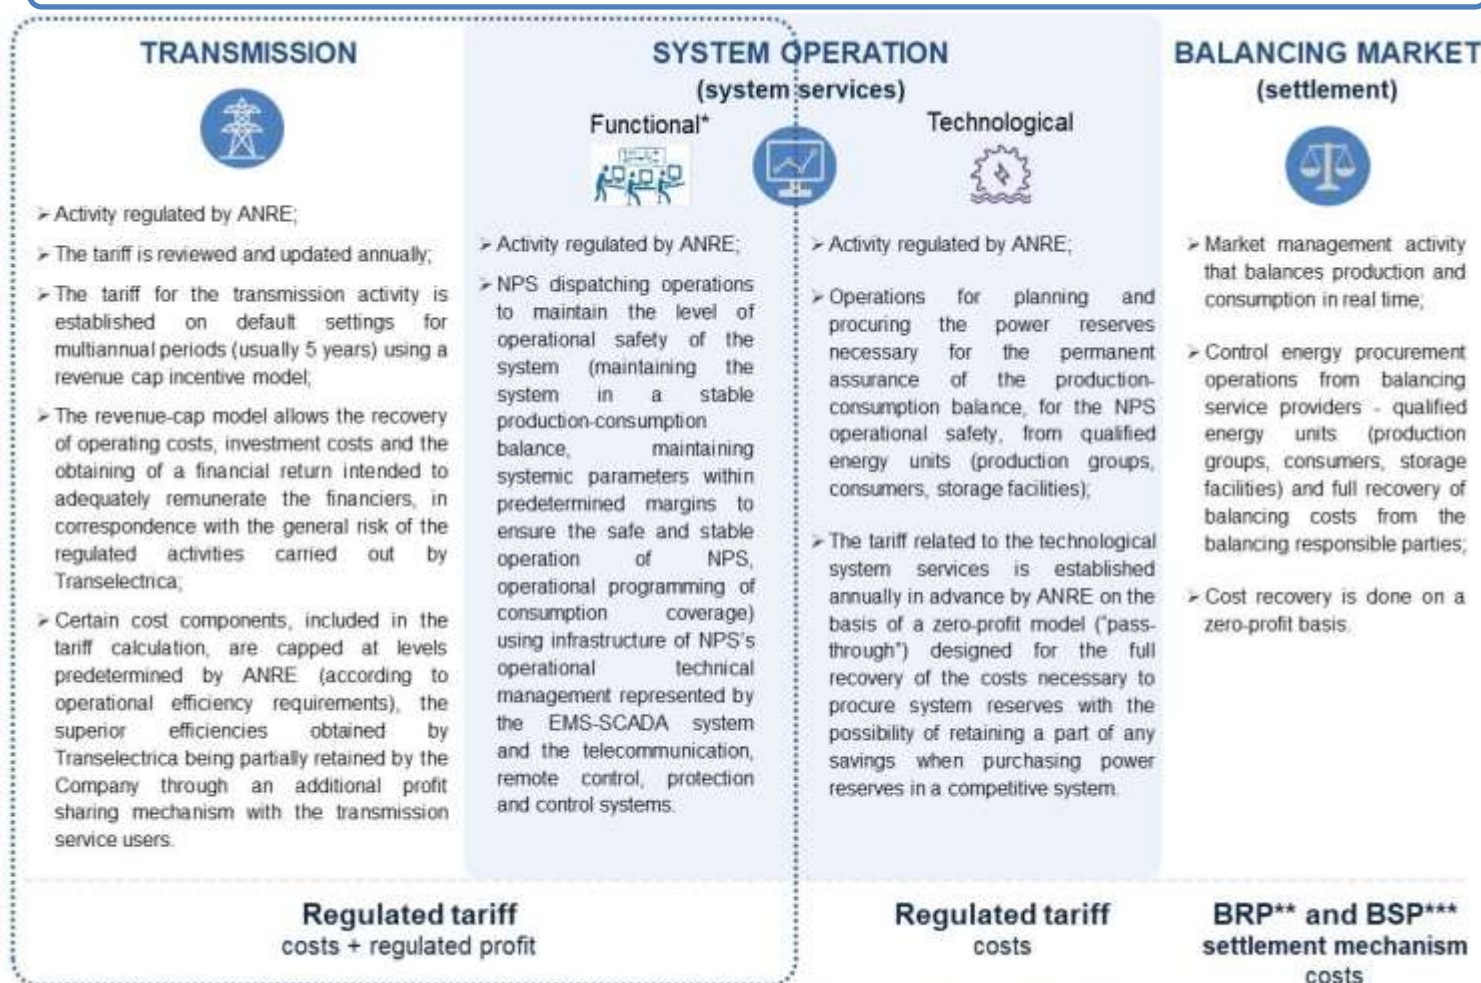 TRANSMISSION
SYSTEM OPERATION
(system services)
BALANCING MARKET
(settlement)
Functional*
Technological
➢ Activity regulated by ANRE;
➢ The tariff is reviewed and updated annually;
➢ The tariff for the transmission activity is
established on default settings for
multiannual periods (usually 5 years) using a
revenue cap incentive model;
➢ The revenue-cap model allows the recovery
of operating costs, investment costs and the
obtaining of a financial return intended to
adequately remunerate the financiers, in
correspondence with the general risk of the
regulated activities carried out by
Transelectrica;
➢ Certain cost components, included in the
tariff calculation, are capped at levels
predetermined by ANRE (according to
operational efficiency requirements), the
superior efficiencies obtained by
Transelectrica being partially retained by the
Company through an additional profit
sharing mechanism with the transmission
service users.
➢ Activity regulated by ANRE;
➢ NPS dispatching operations
to maintain the level of
operational safety of the
system (maintaining the
system in a stable
production-consumption
balance, maintaining
systemic parameters within
predetermined margins to
ensure the safe and stable
operation of NPS,
operational programming of
consumption coverage)
using infrastructure of NPS's
operational technical
management represented by
the EMS-SCADA system
and the telecommunication,
remote control, protection
and control systems.
➢ Activity regulated by ANRE;
➢ Operations for planning and
procuring the power reserves
necessary for the permanent
assurance of the production-
consumption balance, for the NPS
operational safety, from qualified
energy units (production groups,
consumers, storage facilities);
➢ The tariff related to the technological
system services is established
annually in advance by ANRE on the
basis of a zero-profit model ("pass-
through") designed for the full
recovery of the costs necessary to
procure system reserves with the
possibility of retaining a part of any
savings when purchasing power
reserves in a competitive system.
➢ Market management activity
that balances production and
consumption in real time;
➢ Control energy procurement
operations from balancing
service providers - qualified
energy units (production
groups, consumers, storage
facilities) and full recovery of
balancing costs from the
balancing responsible parties;
➢ Cost recovery is done on a
zero-profit basis.
Regulated tariff
costs + regulated profit
Regulated tariff
costs
BRP** and BSP***
settlement mechanism
costs